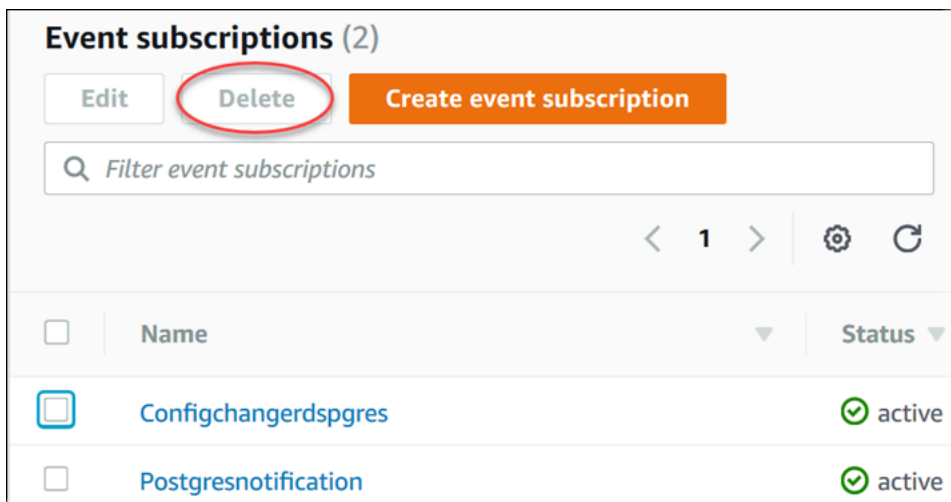 Event subscriptions (2)
Edit Delete Create event subscription
Filter event subscriptions
1
Name Status
Configchangerdspgres active
Postgresnotification active